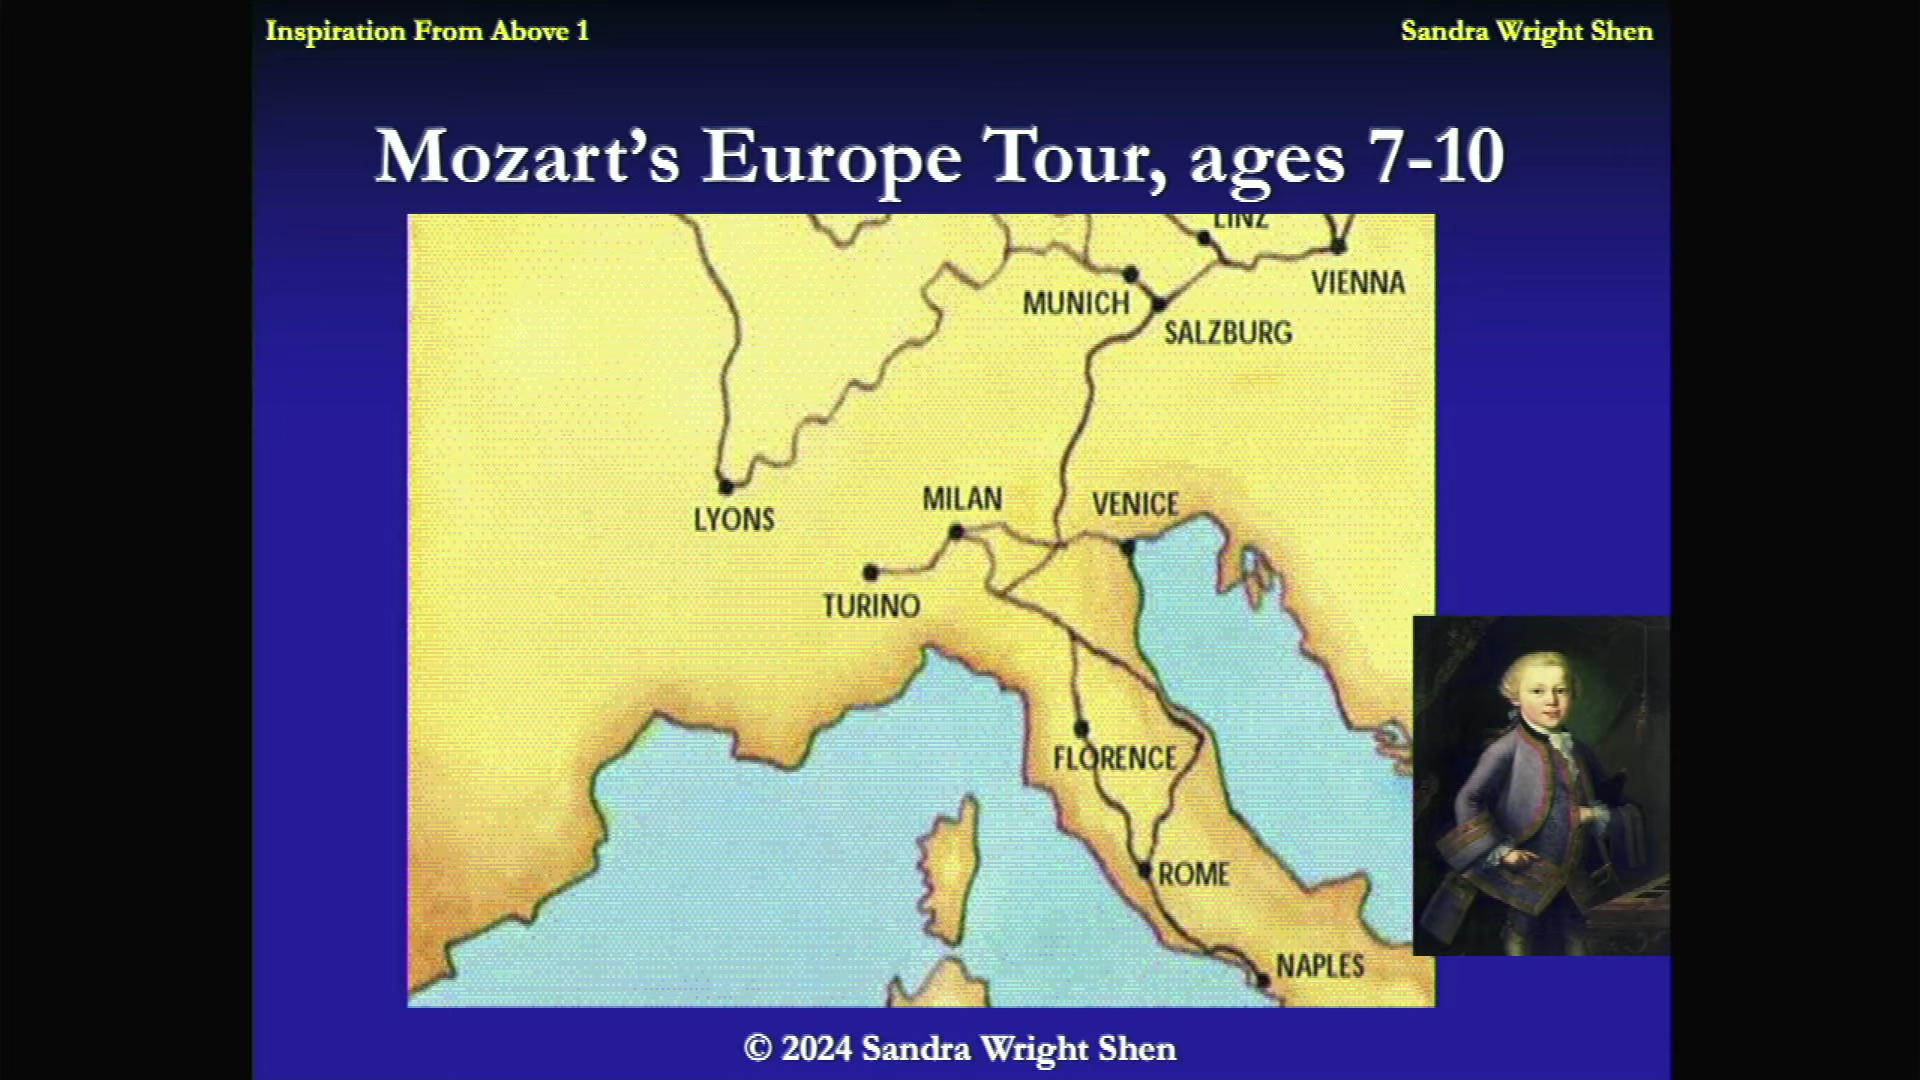 Inspiration From Above 1
Sandra Wright Shen
Mozart's Europe Tour, ages 7-10
LINZ
VIENNA
MUNICH
SALZBURG
MILAN
VENICE
LYONS
TURINO
FLORENCE
ROME
NAPLES
© 2024 Sandra Wright Shen